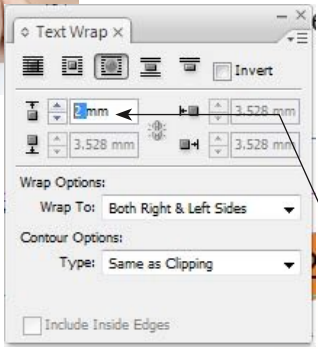 Text Wrap ×
Invert
2 mm
3.528 mm
3.528 mm
3.528 mm
Wrap Options:
Wrap To: Both Right & Left Sides
Contour Options:
Type: Same as Clipping
Include Inside Edges